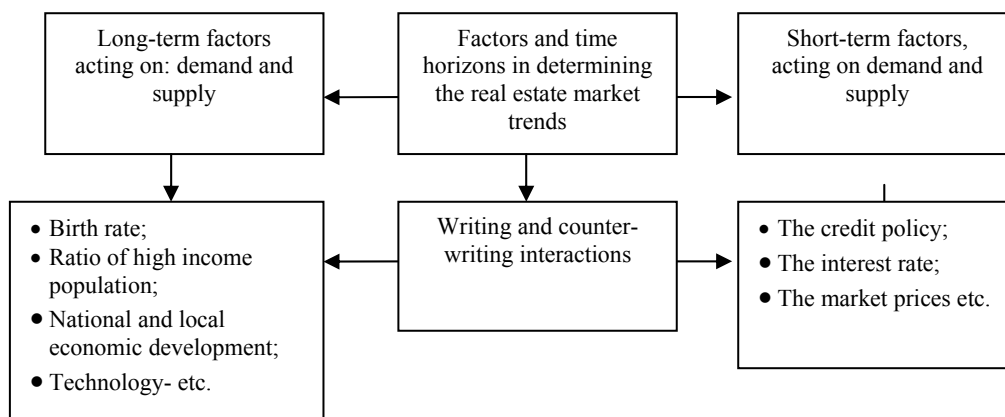 Long-term factors
acting on: demand and
supply
Factors and time
horizons in determining
the real estate market
trends
Short-term factors,
acting on demand and
supply
• Birth rate;
• Ratio of high income
population;
• National and local
economic development;
• Technology- etc.
Writing and counter-
writing interactions
• The credit policy;
• The interest rate;
• The market prices etc.